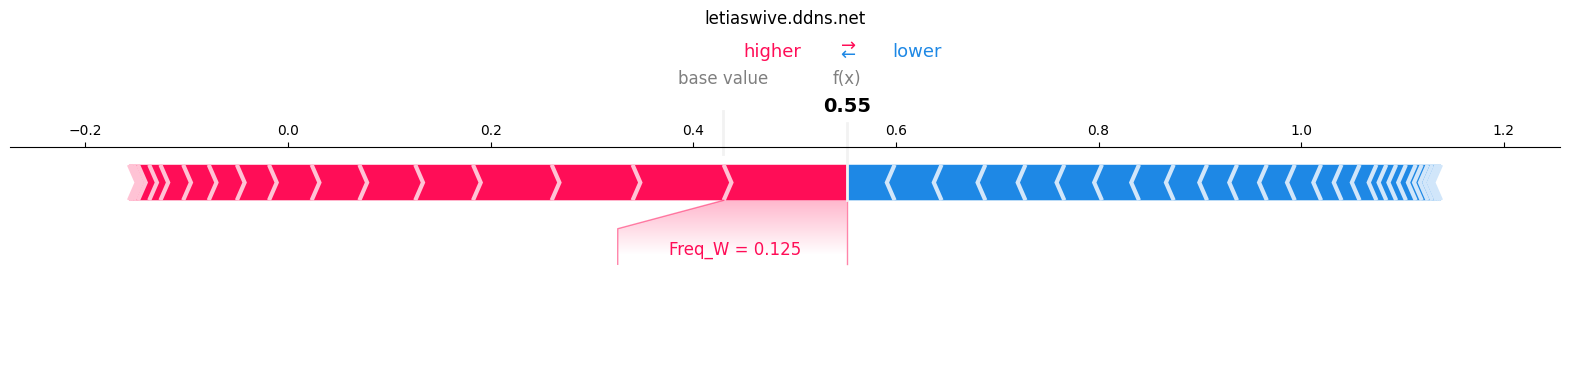 letiaswive.ddns.net
higher → ← lower
base value f(x)
0.55
−0.2 0.0 0.2 0.4 0.6 0.8 1.0 1.2
Freq_W = 0.125